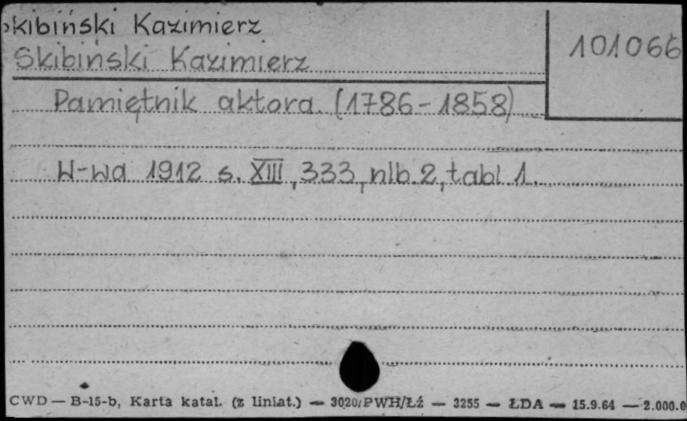 Skibiński Kazimierz
101066
Skibiński Kazimierz
Pamiętnik aktora. (1786-1858)
W-wa 1912 s. XIII, 333, nlb. 2, tabl 1.
CWD — B-15-b, Karta katal. (z liniat.) — 3020/PWH/Łź — 3255 — ŁDA — 15.9.64 — 2.000.0